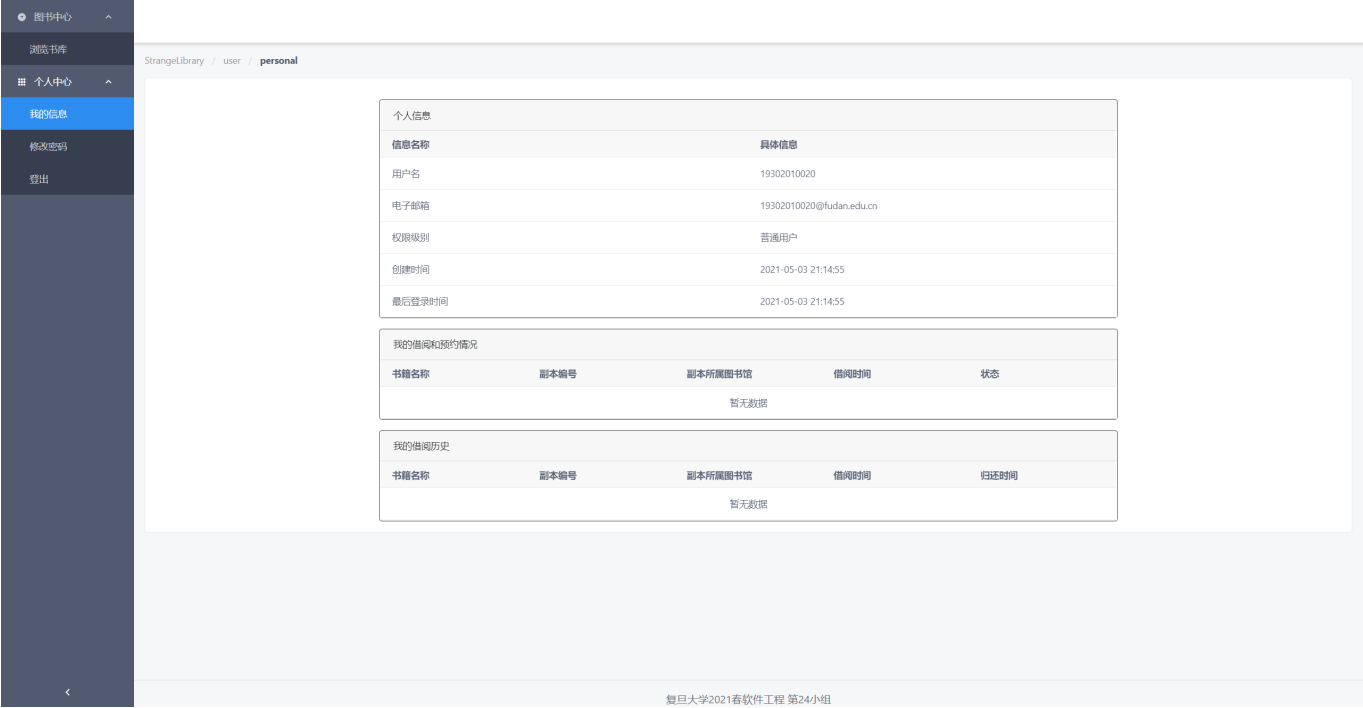 图书中心
浏览书库
个人中心
我的信息
修改密码
登出
StrangeLibrary / user / personal
个人信息
信息名称 具体信息
用户名 19302010020
电子邮箱 19302010020@fudan.edu.cn
权限级别 普通用户
创建时间 2021-05-03 21:14:55
最后登录时间 2021-05-03 21:14:55
我的借阅和预约情况
书籍名称 副本编号 副本所属图书馆 借阅时间 状态
暂无数据
我的借阅历史
书籍名称 副本编号 副本所属图书馆 借阅时间 归还时间
暂无数据
复旦大学2021春软件工程 第24小组